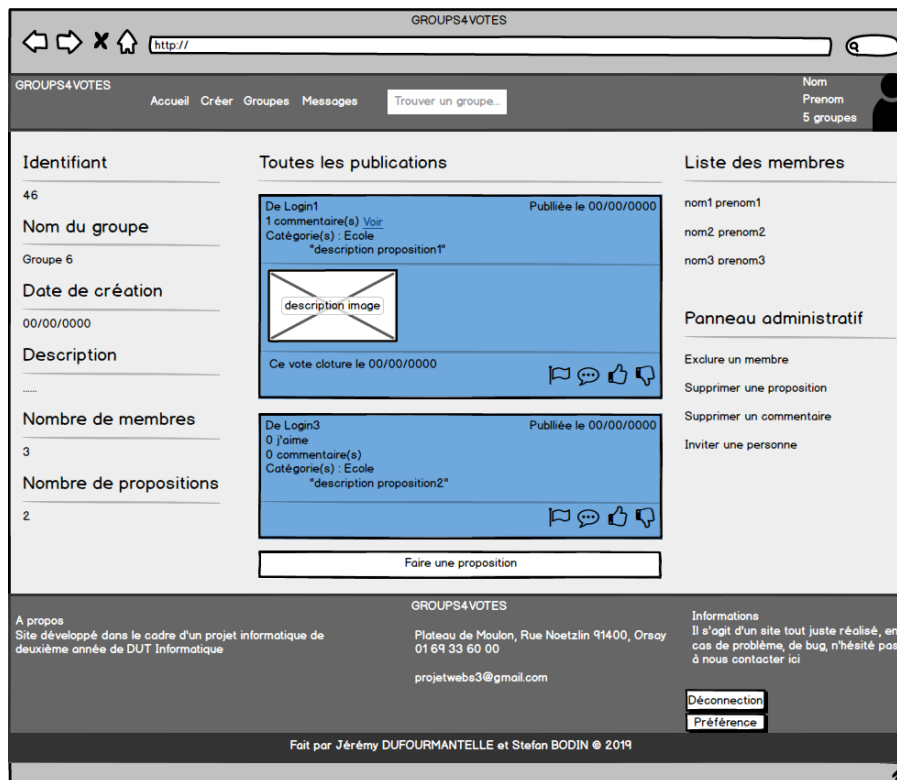 GROUPS4VOTES
http://
GROUPS4VOTES
Accueil Créer Groupes Messages
Trouver un groupe...
Nom
Prenom
5 groupes
Identifiant
46
Nom du groupe
Groupe 6
Date de création
00/00/0000
Description
......
Nombre de membres
3
Nombre de propositions
2
Toutes les publications
De Login1 Publliée le 00/00/0000
1 commentaire(s) Voir
Catégorie(s) : Ecole
"description proposition1"
description image
Ce vote cloture le 00/00/0000
De Login3 Publliée le 00/00/0000
0 j'aime
0 commentaire(s)
Catégorie(s) : Ecole
"description proposition2"
Faire une proposition
Liste des membres
nom1 prenom1
nom2 prenom2
nom3 prenom3
Panneau administratif
Exclure un membre
Supprimer une proposition
Supprimer un commentaire
Inviter une personne
A propos
Site développé dans le cadre d'un projet informatique de
deuxième année de DUT Informatique
GROUPS4VOTES
Plateau de Moulon, Rue Noetzlin 91400, Orsay
01 69 33 60 00
projetwebs3@gmail.com
Informations
Il s'agit d'un site tout juste réalisé, en
cas de problème, de bug, n'hésité pas
à nous contacter ici
Déconnection
Préférence
Fait par Jérémy DUFOURMANTELLE et Stefan BODIN © 2019